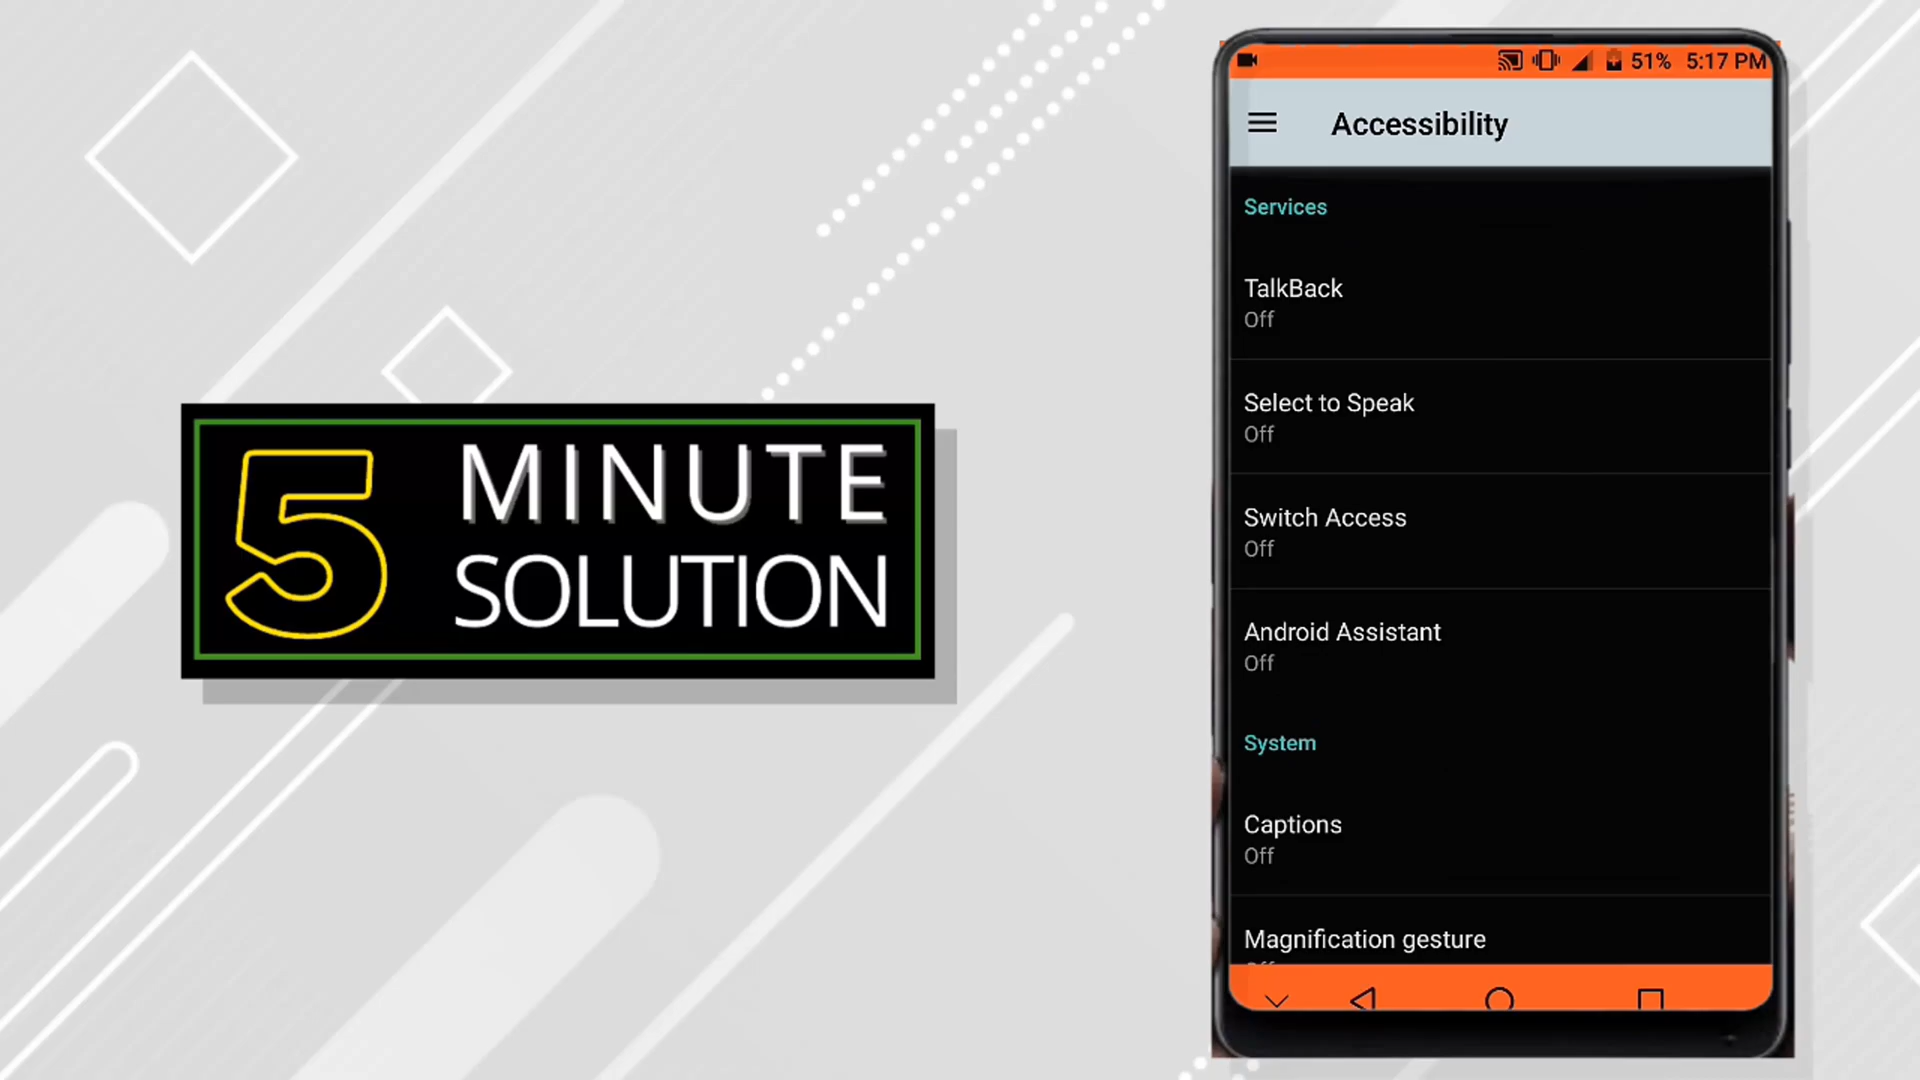 5 MINUTE
SOLUTION
51% 5:17 PM
Accessibility
Services
TalkBack
Off
Select to Speak
Off
Switch Access
Off
Android Assistant
Off
System
Captions
Off
Magnification gesture